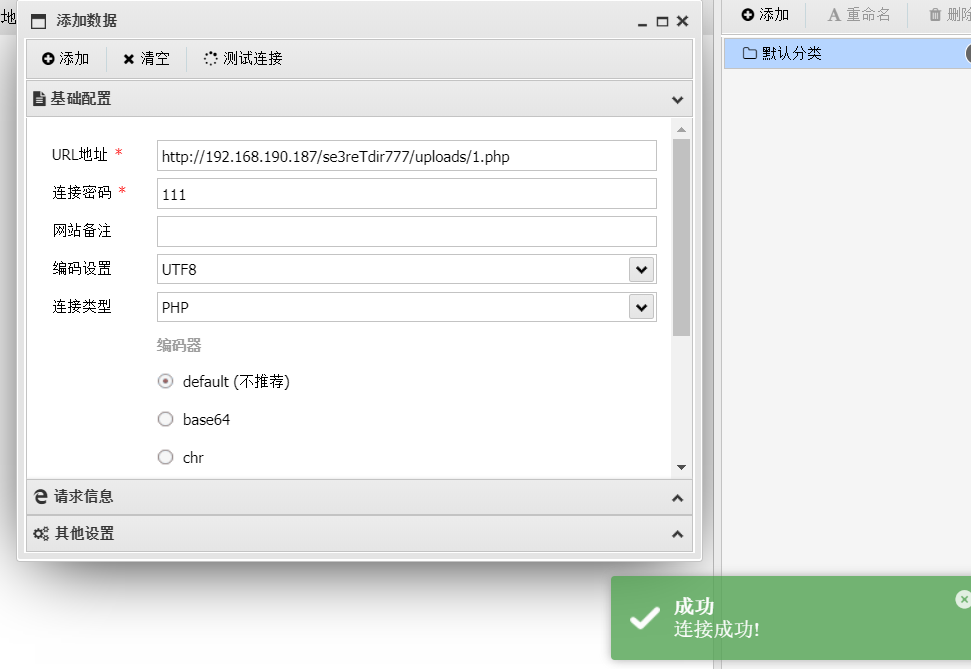 地
添加数据
添加 清空 测试连接
基础配置
URL地址 * http://192.168.190.187/se3reTdir777/uploads/1.php
连接密码 * 111
网站备注
编码设置 UTF8
连接类型 PHP
编码器
default (不推荐)
base64
chr
请求信息
其他设置
添加 重命名 删除
默认分类
成功
连接成功!